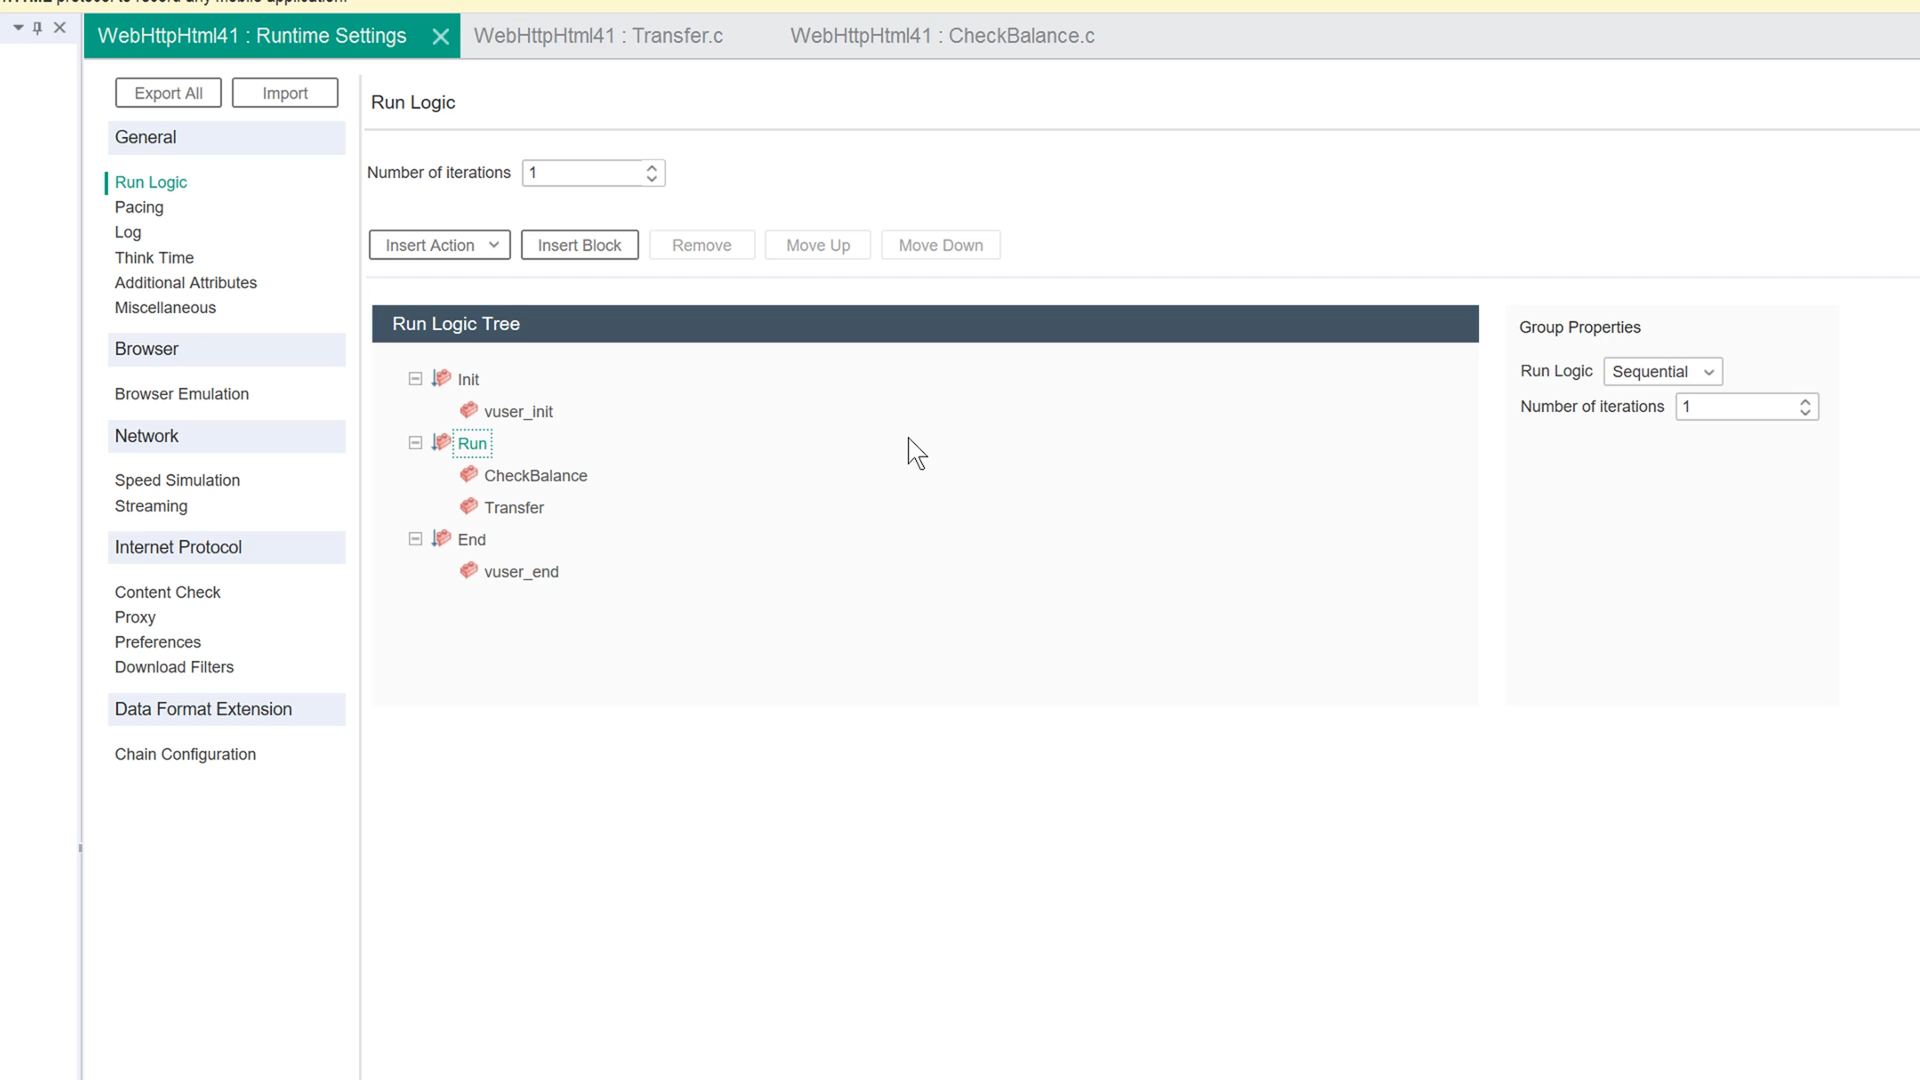 WebHttpHtml41 : Runtime Settings
WebHttpHtml41 : Transfer.c
WebHttpHtml41 : CheckBalance.c
Export All
Import
General
Run Logic
Pacing
Log
Think Time
Additional Attributes
Miscellaneous
Browser
Browser Emulation
Network
Speed Simulation
Streaming
Internet Protocol
Content Check
Proxy
Preferences
Download Filters
Data Format Extension
Chain Configuration
Run Logic
Number of iterations 1
Insert Action
Insert Block
Remove
Move Up
Move Down
Run Logic Tree
Init
vuser_init
Run
CheckBalance
Transfer
End
vuser_end
Group Properties
Run Logic Sequential
Number of iterations 1